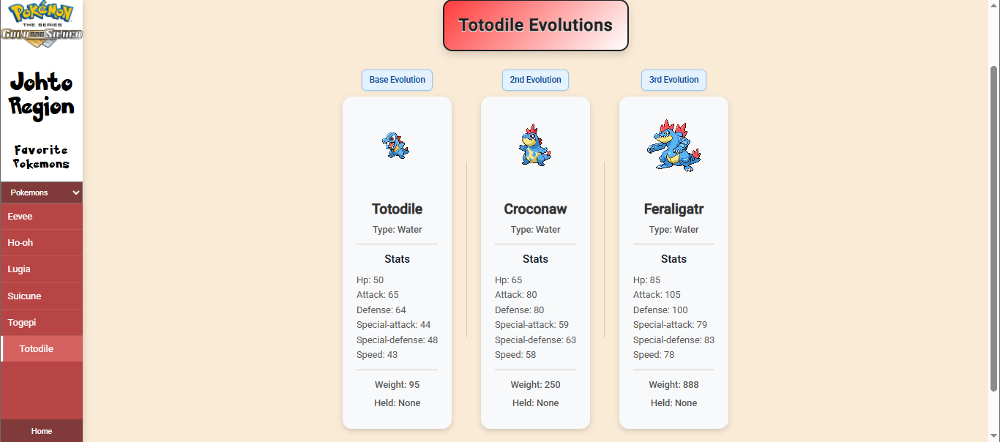 Pokémon
THE SERIES
GOLD AND SILVER
Johto
Region
Favorite
Pokemons
Pokemons
Eevee
Ho-oh
Lugia
Suicune
Togepi
Totodile
Home
Totodile Evolutions
Base Evolution
Totodile
Type: Water
Stats
Hp: 50
Attack: 65
Defense: 64
Special-attack: 44
Special-defense: 48
Speed: 43
Weight: 95
Held: None
2nd Evolution
Croconaw
Type: Water
Stats
Hp: 65
Attack: 80
Defense: 80
Special-attack: 59
Special-defense: 63
Speed: 58
Weight: 250
Held: None
3rd Evolution
Feraligatr
Type: Water
Stats
Hp: 85
Attack: 105
Defense: 100
Special-attack: 79
Special-defense: 83
Speed: 78
Weight: 888
Held: None